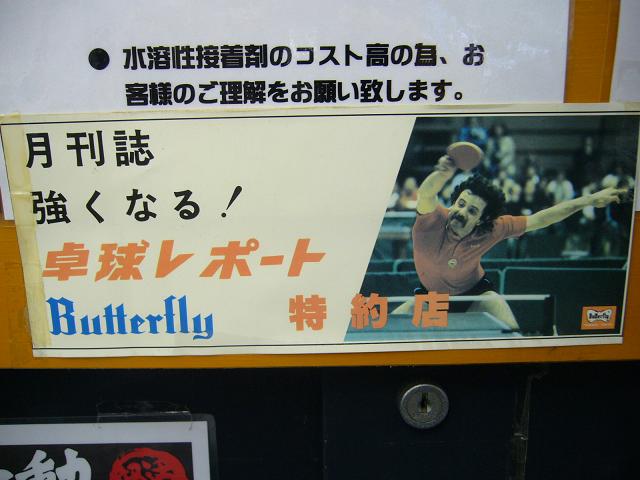 ● 水溶性接着剤のコスト高の為、お
客様のご理解をお願い致します。
月刊誌
強くなる!
卓球レポート
Butterfly 特約店
Butterfly
動